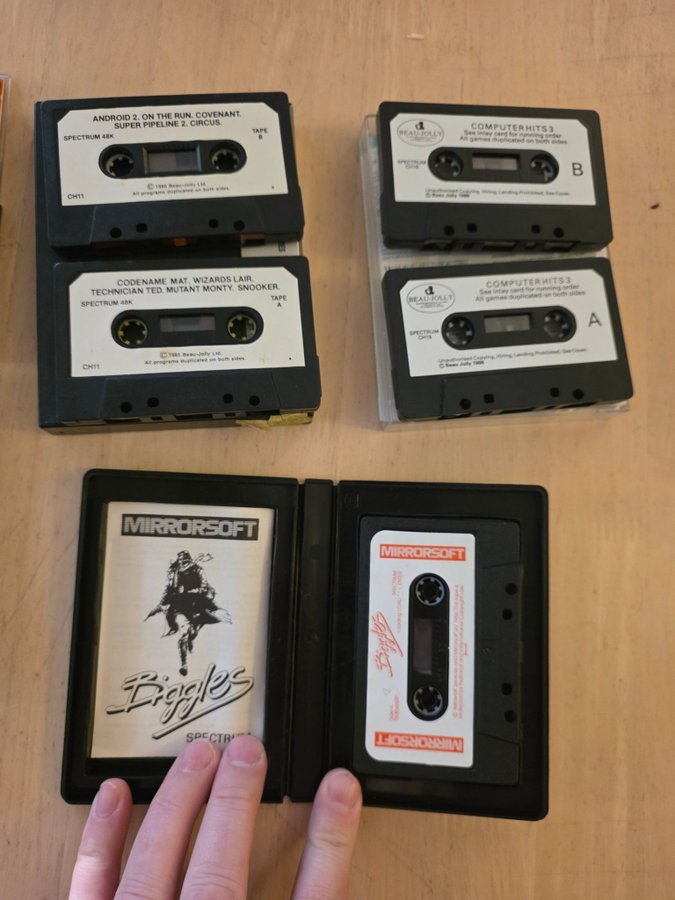 ANDROID 2. ON THE RUN. COVENANT.
SUPER PIPELINE 2. CIRCUS.
SPECTRUM 48K
TAPE
B
© 1985 Beau-Jolly Ltd.
All programs duplicated on both sides.
CH11
CODENAME MAT. WIZARDS LAIR.
TECHNICIAN TED. MUTANT MONTY. SNOOKER.
SPECTRUM 48K
TAPE
A
© 1985 Beau-Jolly Ltd.
All programs duplicated on both sides.
CH11
BEAU-JOLLY
COMPUTER HITS 3
See inlay card for running order
All games duplicated on both sides
SPECTRUM
CH19
B
Unauthorised Copying, Hiring, Lending Prohibited, See Cover.
© Beau Jolly 1986
BEAU-JOLLY
COMPUTER HITS 3
See inlay card for running order
All games duplicated on both sides
SPECTRUM
CH19
A
Unauthorised Copying, Hiring, Lending Prohibited, See Cover.
© Beau Jolly 1986
MIRRORSOFT
Biggles
SPECTRUM
MIRRORSOFT
Biggles
SPECTRUM
MIRRORSOFT